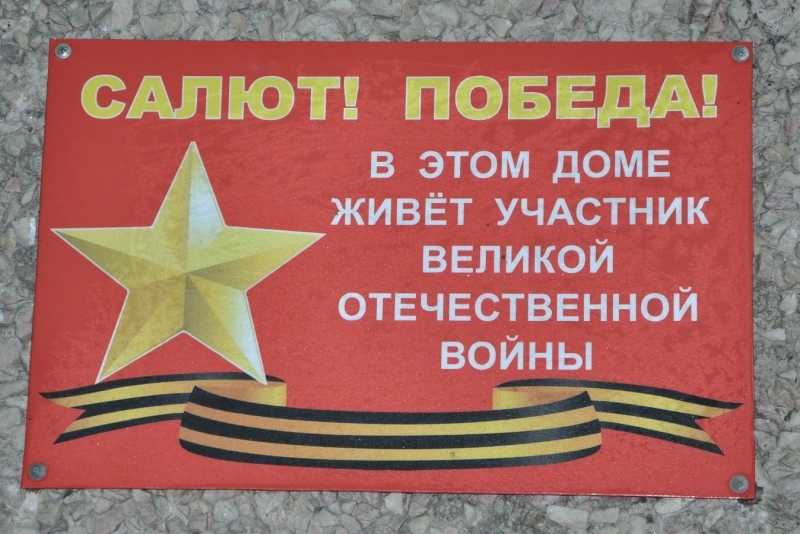 САЛЮТ! ПОБЕДА!
В ЭТОМ ДОМЕ
ЖИВЁТ УЧАСТНИК
ВЕЛИКОЙ
ОТЕЧЕСТВЕННОЙ
ВОЙНЫ